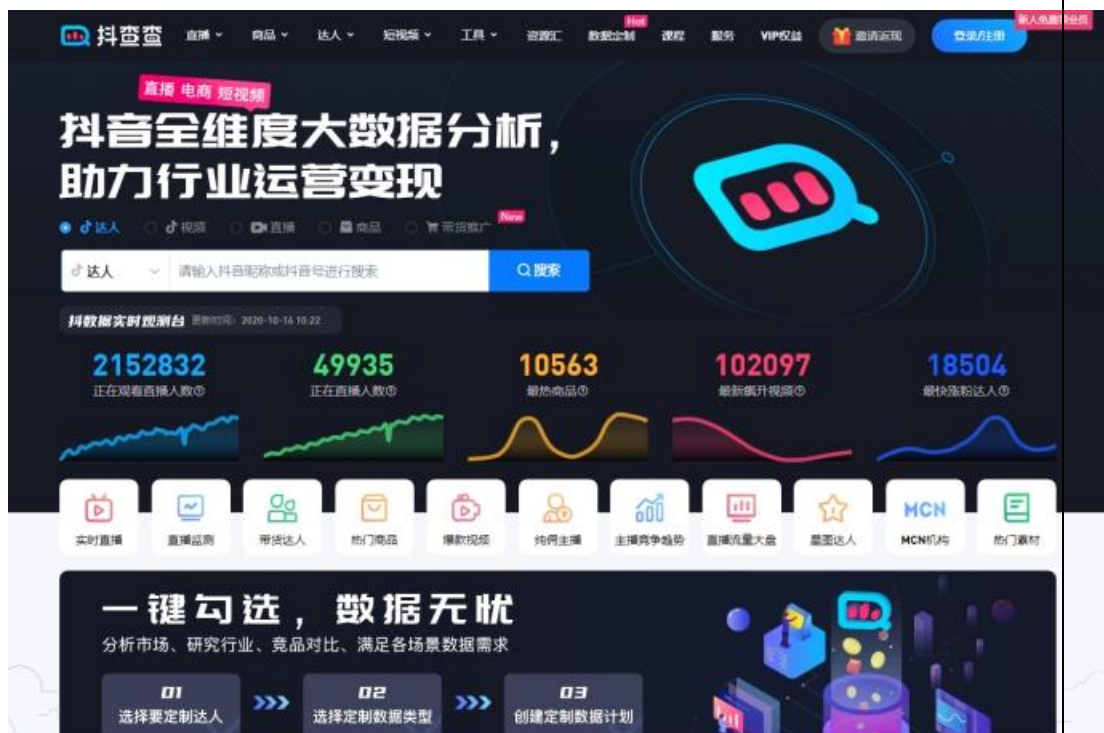 新人免费领会员
抖查查 直播 商品 达人 短视频 工具 资源汇 数据定制 Hot 课程 服务 VIP权益 邀请返现 登录/注册
直播 电商 短视频
抖音全维度大数据分析，
助力行业运营变现
达人 视频 直播 商品 带货推广 New
达人 请输入抖音昵称或抖音号进行搜索 搜索
抖数据实时观测台 更新时间: 2020-10-16 10:22
2152832 49935 10563 102097 18504
正在观看直播人数 正在直播人数 最热商品 最新飙升视频 最快涨粉达人
MCN
实时直播 直播监测 带货达人 热门商品 爆款视频 纯佣主播 主播竞争趋势 直播流量大盘 星图达人 MCN机构 热门素材
一键勾选，数据无忧
分析市场、研究行业、竞品对比、满足各场景数据需求
01 02 03
选择要定制达人 选择定制数据类型 创建定制数据计划